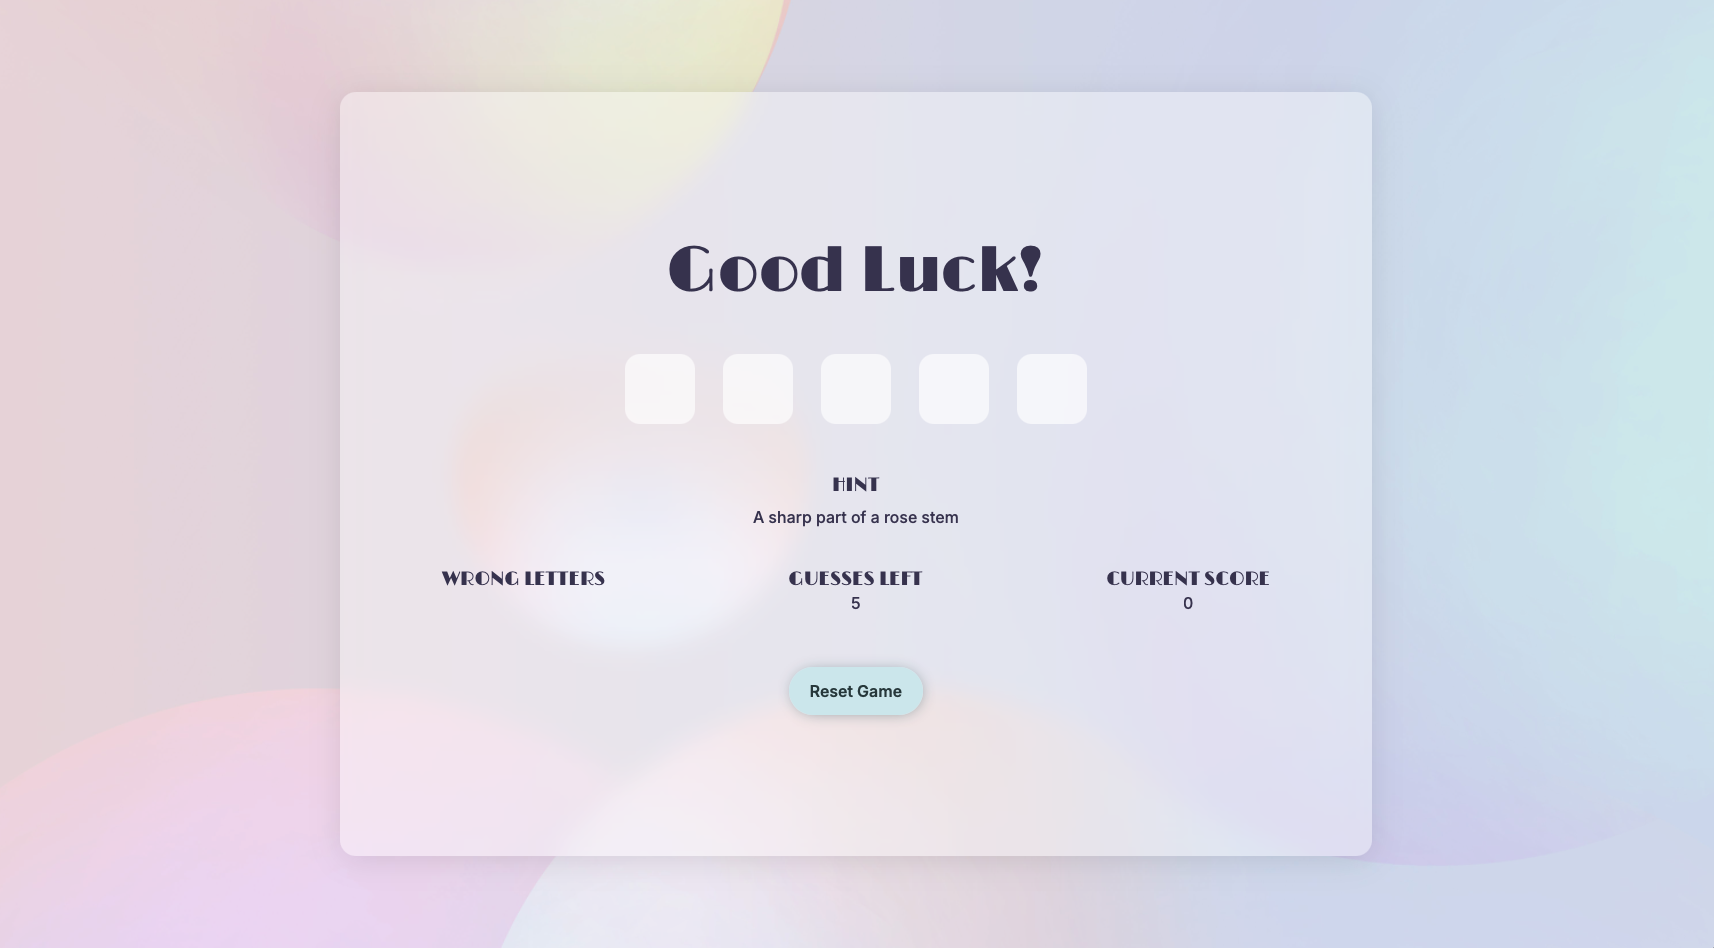 Good Luck!
HINT
A sharp part of a rose stem
WRONG LETTERS
GUESSES LEFT
5
CURRENT SCORE
0
Reset Game